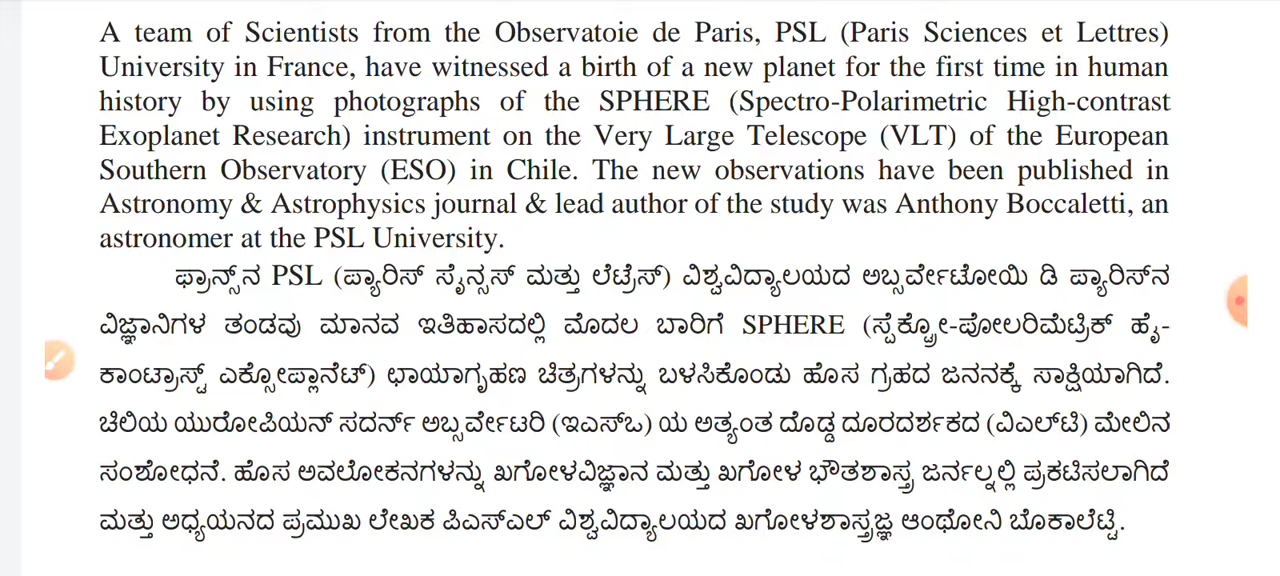 A team of Scientists from the Observatoie de Paris, PSL (Paris Sciences et Lettres)
University in France, have witnessed a birth of a new planet for the first time in human
history by using photographs of the SPHERE (Spectro-Polarimetric High-contrast
Exoplanet Research) instrument on the Very Large Telescope (VLT) of the European
Southern Observatory (ESO) in Chile. The new observations have been published in
Astronomy & Astrophysics journal & lead author of the study was Anthony Boccaletti, an
astronomer at the PSL University.
ಫ್ರಾನ್ಸ್‌ನ PSL (ಪ್ಯಾರಿಸ್ ಸೈನ್ಸಸ್ ಮತ್ತು ಲೆಟ್ರೆಸ್) ವಿಶ್ವವಿದ್ಯಾಲಯದ ಅಬ್ಸರ್ವೇಟೋಯಿ ಡಿ ಪ್ಯಾರಿಸ್‌ನ
ವಿಜ್ಞಾನಿಗಳ ತಂಡವು ಮಾನವ ಇತಿಹಾಸದಲ್ಲಿ ಮೊದಲ ಬಾರಿಗೆ SPHERE (ಸ್ಪೆಕ್ಟ್ರೋ-ಪೋಲರಿಮೆಟ್ರಿಕ್ ಹೈ-
ಕಾಂಟ್ರಾಸ್ಟ್ ಎಕ್ಸೋಪ್ಲಾನೆಟ್) ಛಾಯಾಗೃಹಣ ಚಿತ್ರಗಳನ್ನು ಬಳಸಿಕೊಂಡು ಹೊಸ ಗ್ರಹದ ಜನನಕ್ಕೆ ಸಾಕ್ಷಿಯಾಗಿದೆ.
ಚಿಲಿಯ ಯುರೋಪಿಯನ್ ಸದರ್ನ್ ಅಬ್ಸರ್ವೇಟರಿ (ಇಎಸ್ಒ) ಯ ಅತ್ಯಂತ ದೊಡ್ಡ ದೂರದರ್ಶಕದ (ವಿಎಲ್‌ಟಿ) ಮೇಲಿನ
ಸಂಶೋಧನೆ. ಹೊಸ ಅವಲೋಕನಗಳನ್ನು ಖಗೋಳವಿಜ್ಞಾನ ಮತ್ತು ಖಗೋಳ ಭೌತಶಾಸ್ತ್ರ ಜರ್ನಲ್ನಲ್ಲಿ ಪ್ರಕಟಿಸಲಾಗಿದೆ
ಮತ್ತು ಅಧ್ಯಯನದ ಪ್ರಮುಖ ಲೇಖಕ ಪಿಎಸ್ಎಲ್ ವಿಶ್ವವಿದ್ಯಾಲಯದ ಖಗೋಳಶಾಸ್ತ್ರಜ್ಞ ಆಂಥೋನಿ ಬೊಕಾಲೆಟ್ಟಿ.